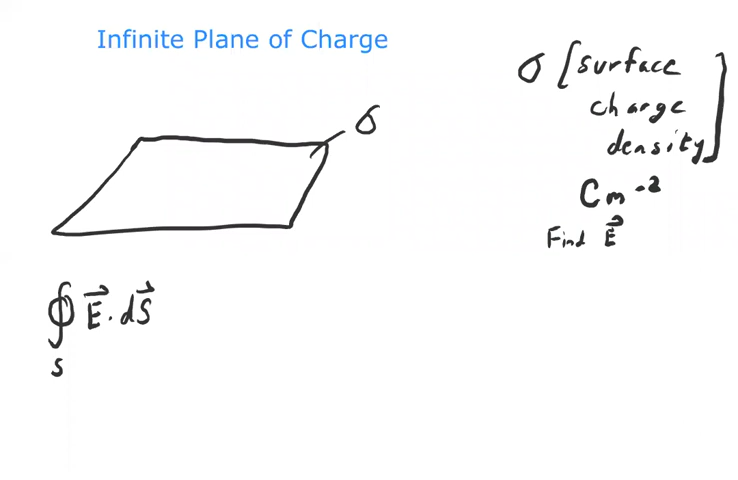 Infinite Plane of Charge
σ [surface
charge
density]
σ
Cm⁻²
Find E⃗
∮ E⃗ · dS⃗
S